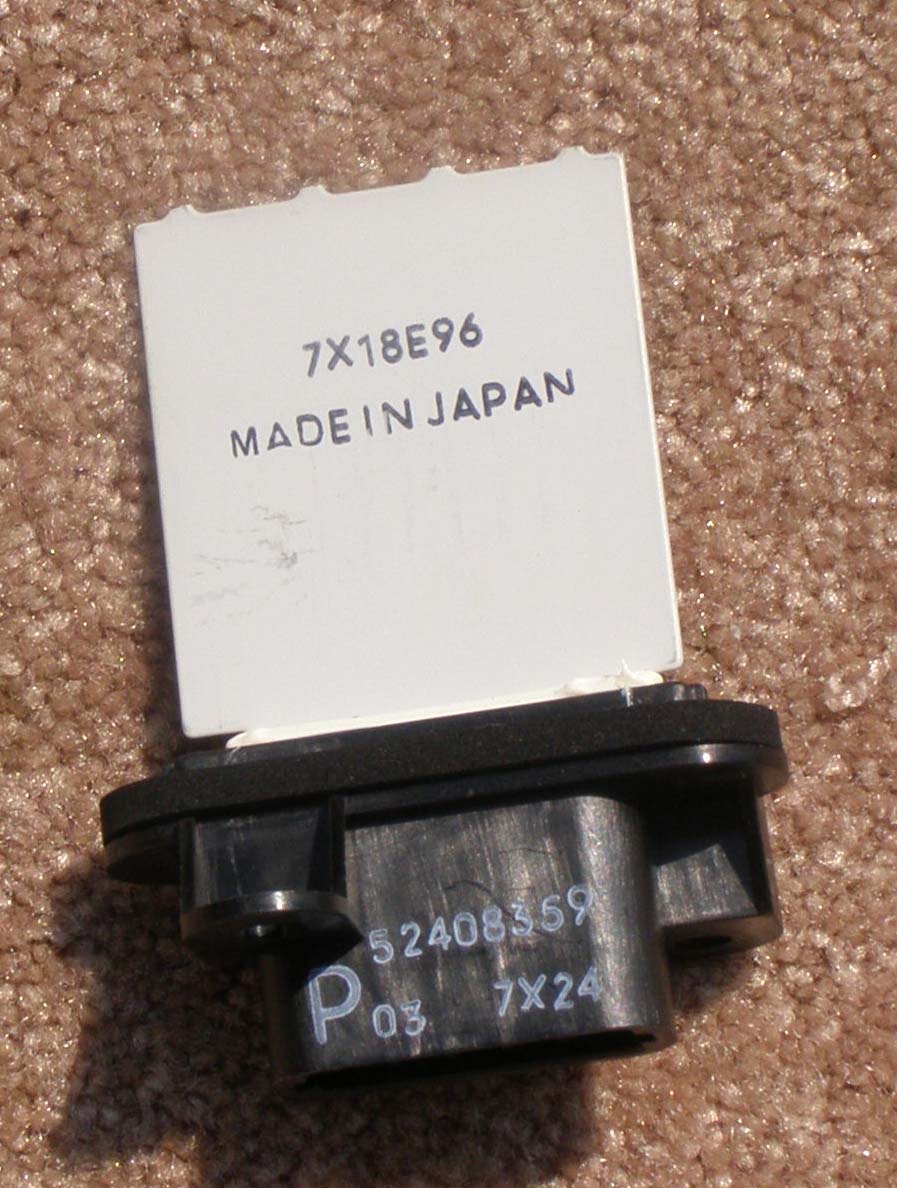 7X18E96
MADE IN JAPAN
52408359
P 03 7X24